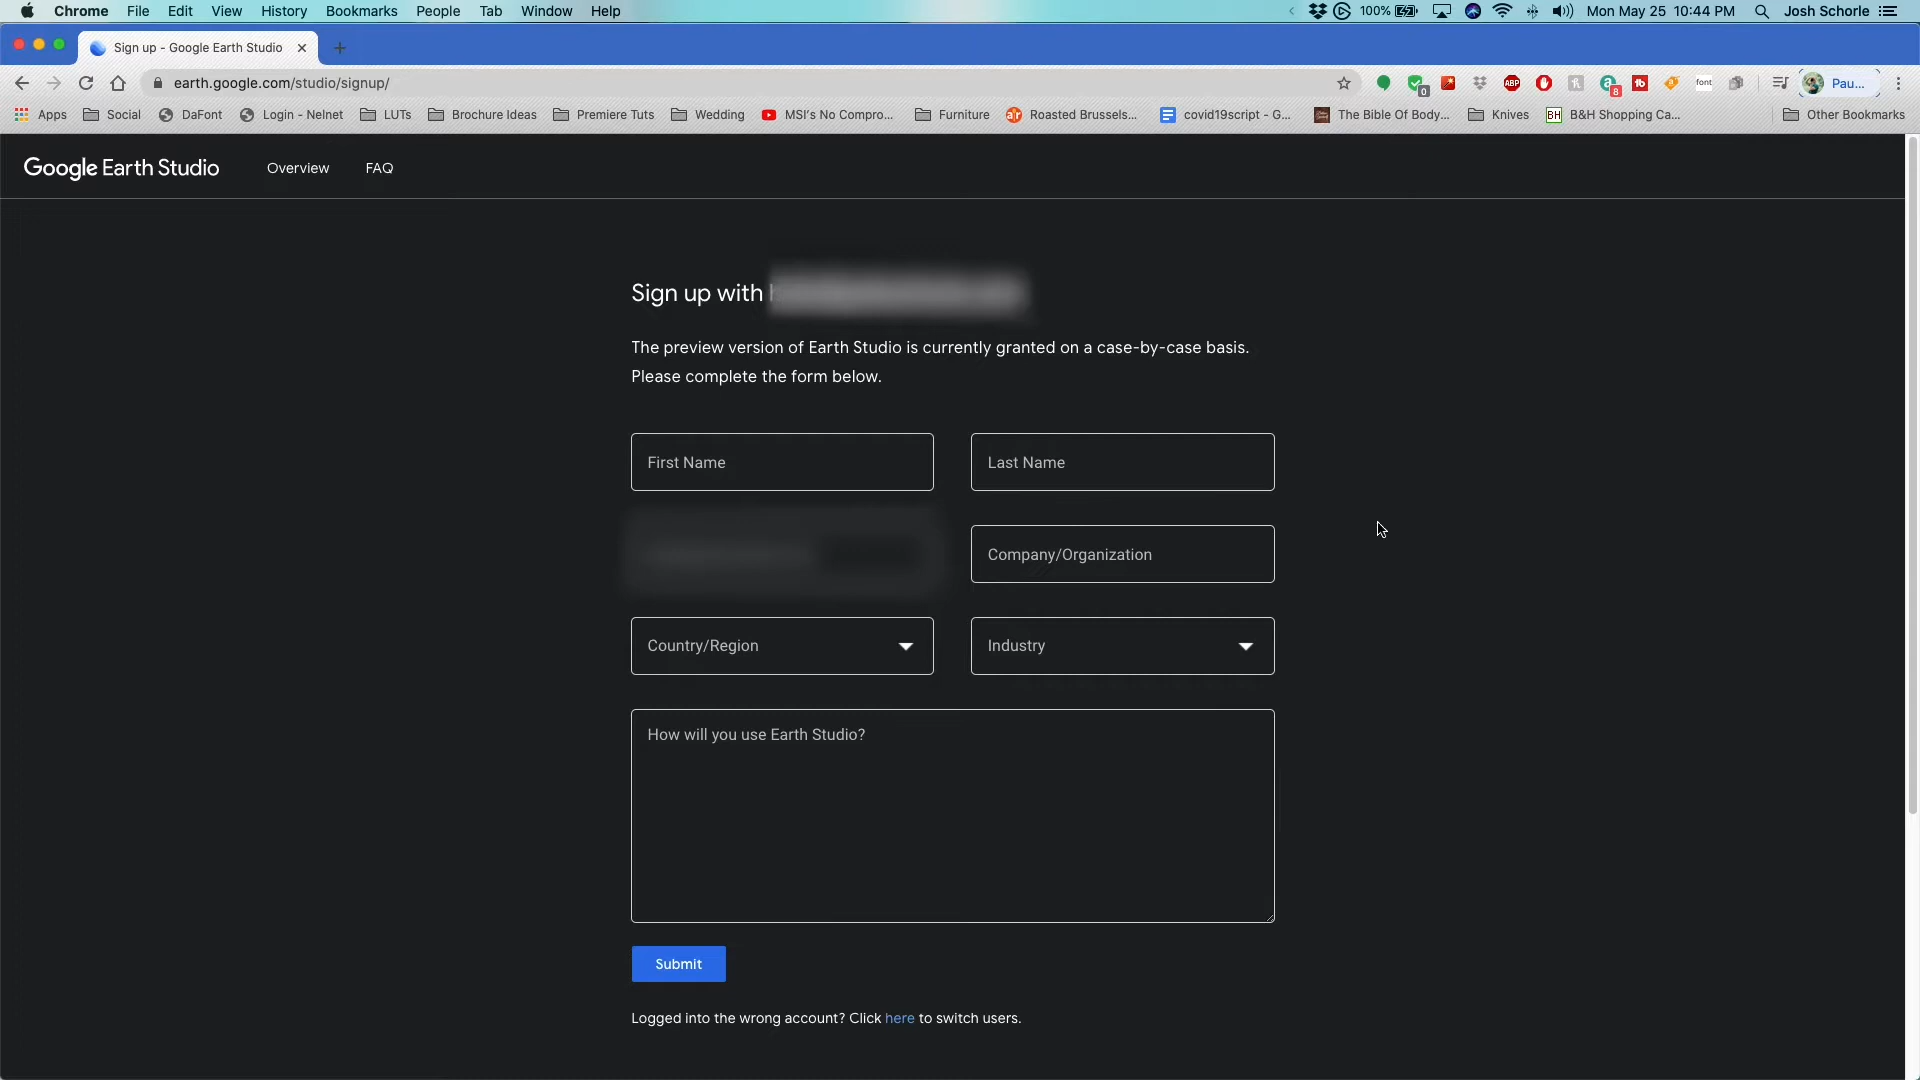 Chrome File Edit View History Bookmarks People Tab Window Help 100% Mon May 25 10:44 PM Josh Schorle
Sign up - Google Earth Studio
earth.google.com/studio/signup/ 0 ABP font 8 Pau...
Apps Social DaFont Login - Nelnet LUTs Brochure Ideas Premiere Tuts Wedding MSI's No Compro... Furniture Roasted Brussels... covid19script - G... The Bible Of Body... Knives BH B&H Shopping Ca... Other Bookmarks
Google Earth Studio Overview FAQ
Sign up with
The preview version of Earth Studio is currently granted on a case-by-case basis.
Please complete the form below.
First Name Last Name
Company/Organization
Country/Region Industry
How will you use Earth Studio?
Submit
Logged into the wrong account? Click here to switch users.